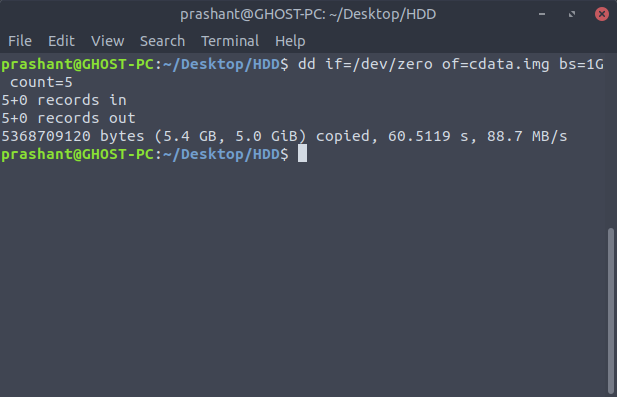 prashant@GHOST-PC: ~/Desktop/HDD
File Edit View Search Terminal Help
prashant@GHOST-PC:~/Desktop/HDD$ dd if=/dev/zero of=cdata.img bs=1G
count=5
5+0 records in
5+0 records out
5368709120 bytes (5.4 GB, 5.0 GiB) copied, 60.5119 s, 88.7 MB/s
prashant@GHOST-PC:~/Desktop/HDD$